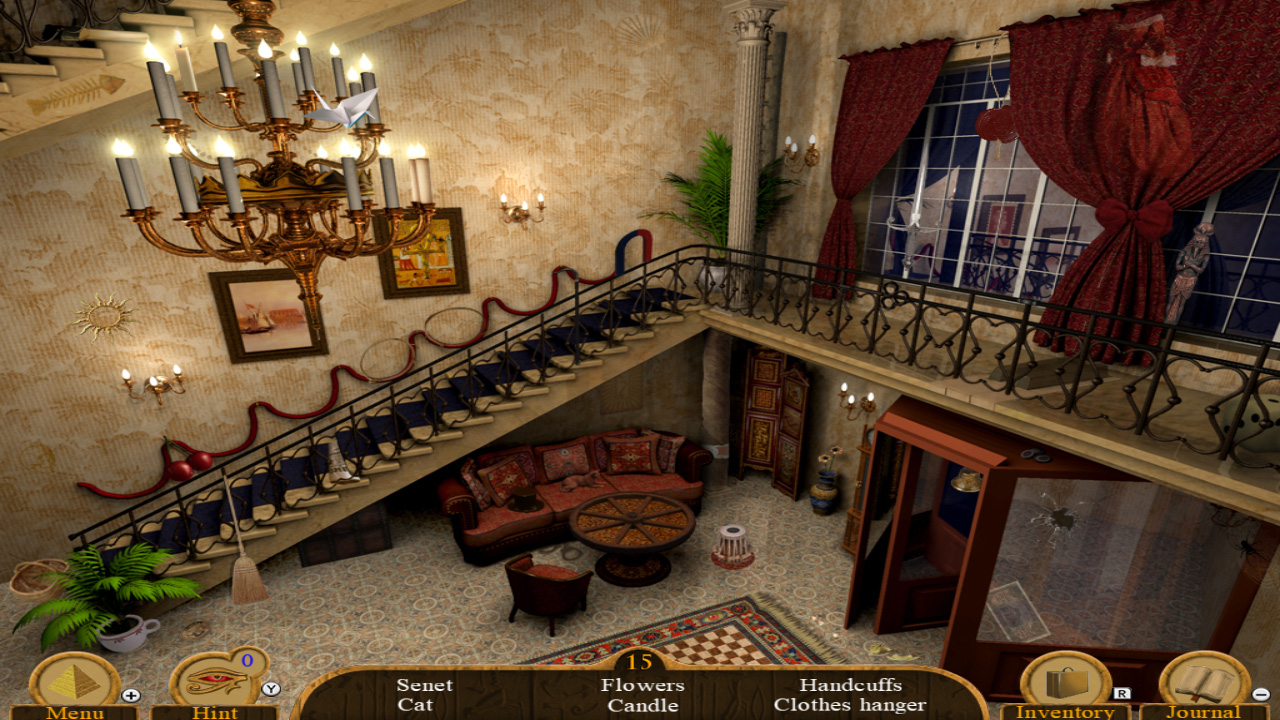 15
Senet
Flowers
Handcuffs
Cat
Candle
Clothes hanger
0
Y
R
Menu
Hint
Inventory
Journal